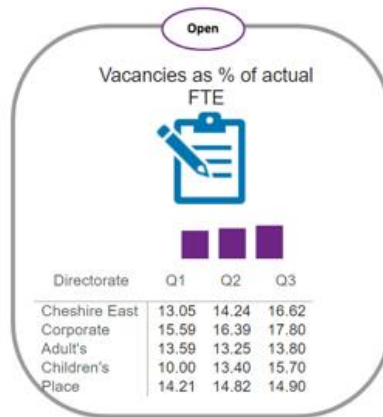 Open
Vacancies as % of actual
FTE
Directorate Q1 Q2 Q3
Cheshire East 13.05 14.24 16.62
Corporate 15.59 16.39 17.80
Adult's 13.59 13.25 13.80
Children's 10.00 13.40 15.70
Place 14.21 14.82 14.90